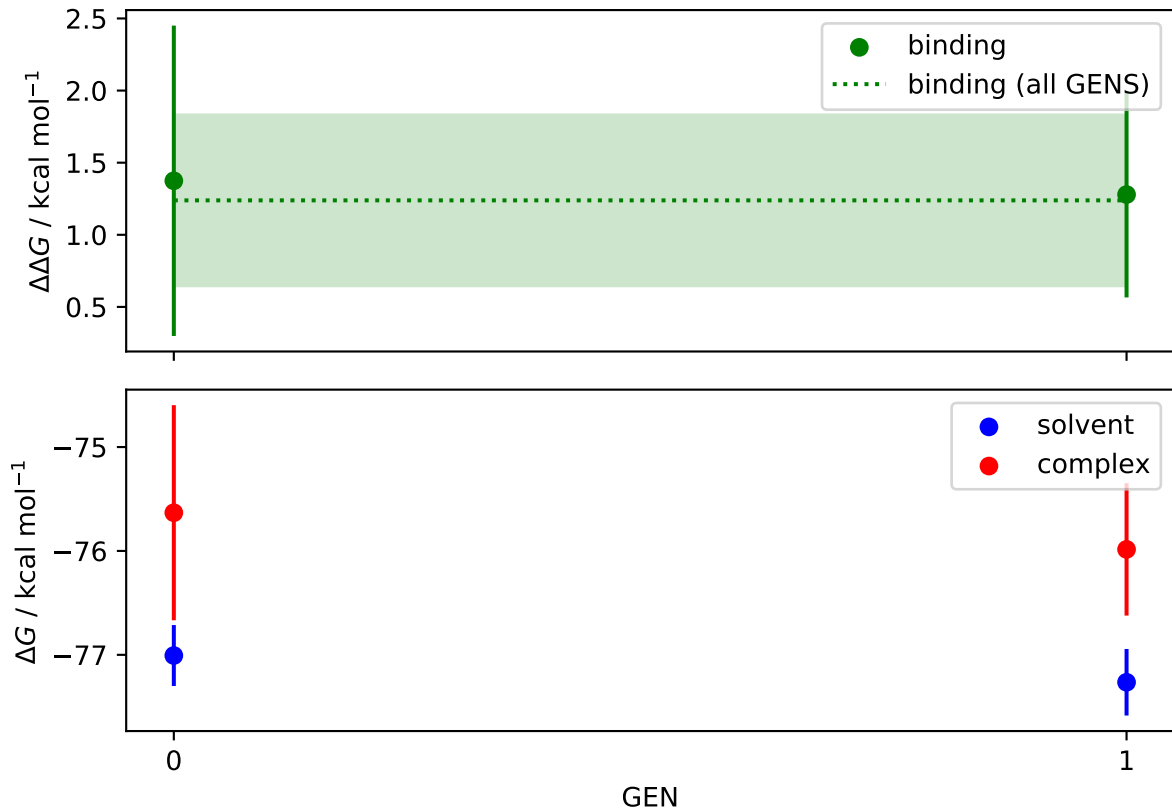 2.5
2.0
1.5
1.0
0.5
ΔΔG / kcal mol⁻¹
binding
binding (all GENS)
−75
−76
−77
ΔG / kcal mol⁻¹
solvent
complex
0
1
GEN